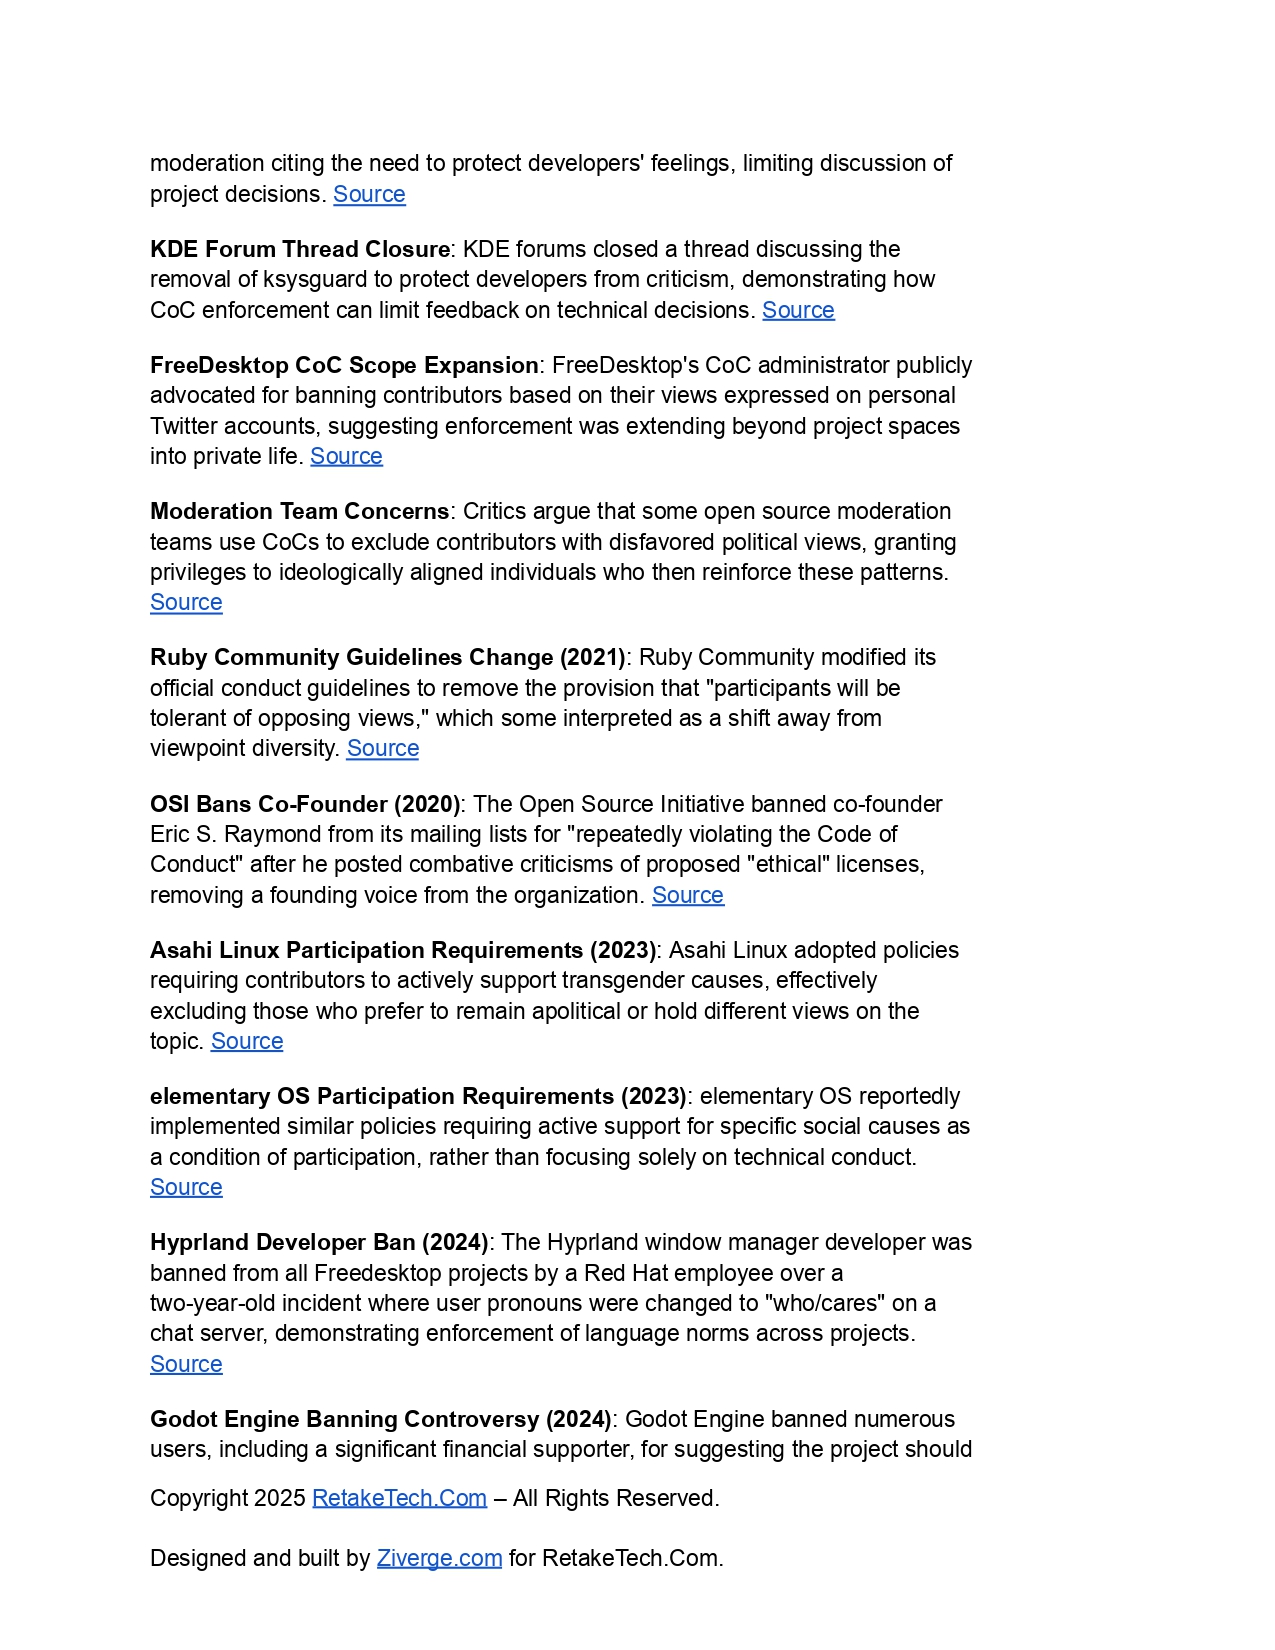 moderation citing the need to protect developers' feelings, limiting discussion of
project decisions. Source
KDE Forum Thread Closure: KDE forums closed a thread discussing the
removal of ksysguard to protect developers from criticism, demonstrating how
CoC enforcement can limit feedback on technical decisions. Source
FreeDesktop CoC Scope Expansion: FreeDesktop's CoC administrator publicly
advocated for banning contributors based on their views expressed on personal
Twitter accounts, suggesting enforcement was extending beyond project spaces
into private life. Source
Moderation Team Concerns: Critics argue that some open source moderation
teams use CoCs to exclude contributors with disfavored political views, granting
privileges to ideologically aligned individuals who then reinforce these patterns.
Source
Ruby Community Guidelines Change (2021): Ruby Community modified its
official conduct guidelines to remove the provision that "participants will be
tolerant of opposing views," which some interpreted as a shift away from
viewpoint diversity. Source
OSI Bans Co-Founder (2020): The Open Source Initiative banned co-founder
Eric S. Raymond from its mailing lists for "repeatedly violating the Code of
Conduct" after he posted combative criticisms of proposed "ethical" licenses,
removing a founding voice from the organization. Source
Asahi Linux Participation Requirements (2023): Asahi Linux adopted policies
requiring contributors to actively support transgender causes, effectively
excluding those who prefer to remain apolitical or hold different views on the
topic. Source
elementary OS Participation Requirements (2023): elementary OS reportedly
implemented similar policies requiring active support for specific social causes as
a condition of participation, rather than focusing solely on technical conduct.
Source
Hyprland Developer Ban (2024): The Hyprland window manager developer was
banned from all Freedesktop projects by a Red Hat employee over a
two-year-old incident where user pronouns were changed to "who/cares" on a
chat server, demonstrating enforcement of language norms across projects.
Source
Godot Engine Banning Controversy (2024): Godot Engine banned numerous
users, including a significant financial supporter, for suggesting the project should
Copyright 2025 RetakeTech.Com – All Rights Reserved.
Designed and built by Ziverge.com for RetakeTech.Com.